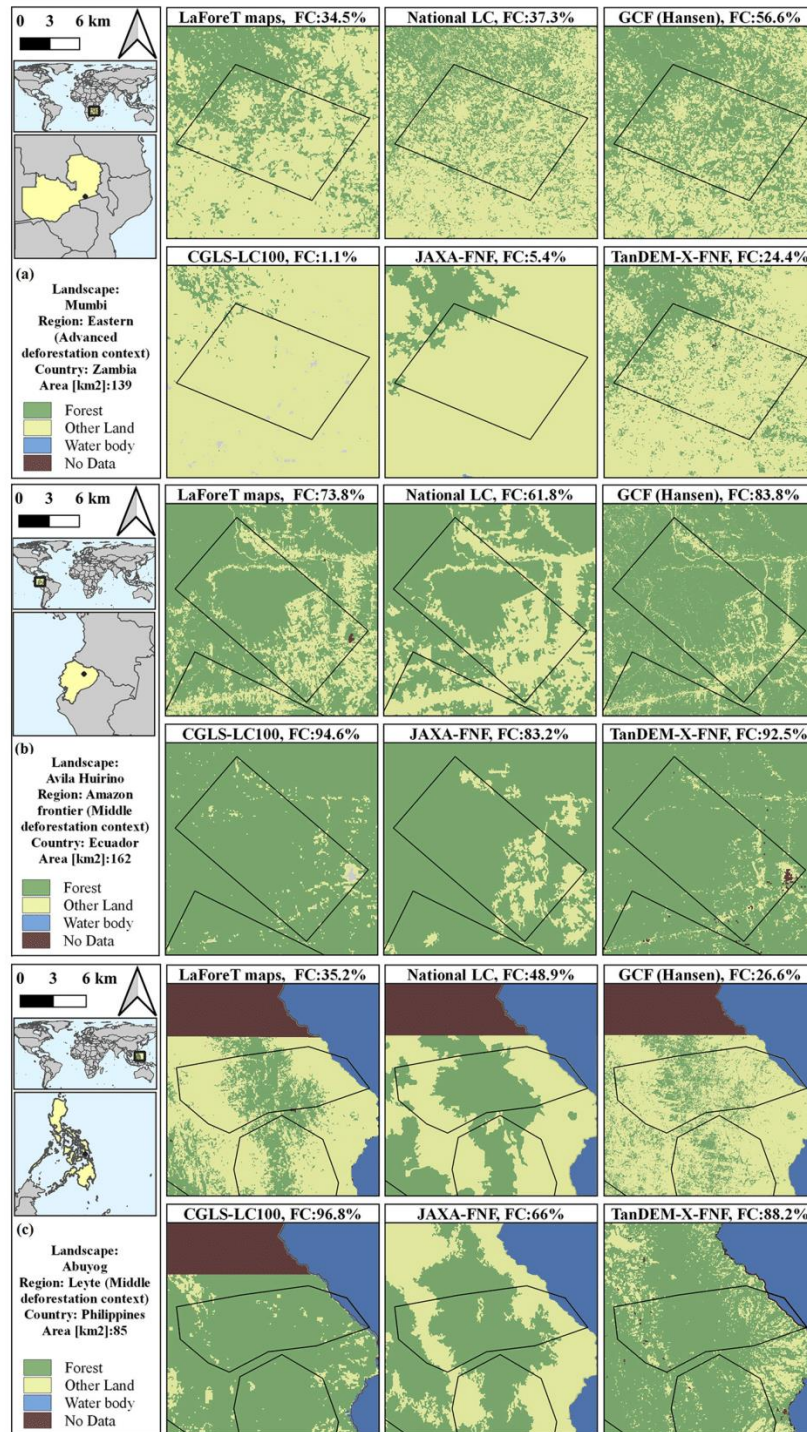 0 3 6 km
LaForeT maps, FC:34.5%
National LC, FC:37.3%
GCF (Hansen), FC:56.6%
CGLS-LC100, FC:1.1%
JAXA-FNF, FC:5.4%
TanDEM-X-FNF, FC:24.4%
(a)
Landscape:
Mumbi
Region: Eastern
(Advanced
deforestation context)
Country: Zambia
Area [km2]:139
Forest
Other Land
Water body
No Data
0 3 6 km
LaForeT maps, FC:73.8%
National LC, FC:61.8%
GCF (Hansen), FC:83.8%
CGLS-LC100, FC:94.6%
JAXA-FNF, FC:83.2%
TanDEM-X-FNF, FC:92.5%
(b)
Landscape:
Avila Huirino
Region: Amazon
frontier (Middle
deforestation context)
Country: Ecuador
Area [km2]:162
Forest
Other Land
Water body
No Data
0 3 6 km
LaForeT maps, FC:35.2%
National LC, FC:48.9%
GCF (Hansen), FC:26.6%
CGLS-LC100, FC:96.8%
JAXA-FNF, FC:66%
TanDEM-X-FNF, FC:88.2%
(c)
Landscape:
Abuyog
Region: Leyte (Middle
deforestation context)
Country: Philippines
Area [km2]:85
Forest
Other Land
Water body
No Data